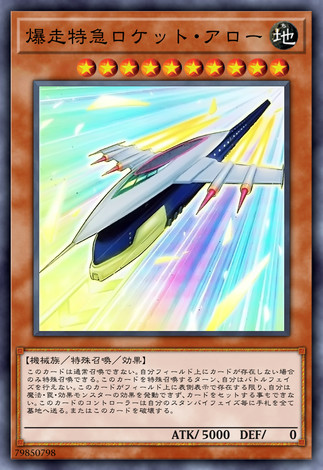 爆走特急ロケット・アロー
地
【機械族／特殊召喚／効果】
このカードは通常召喚できない。自分フィールド上にカードが存在しない場合
のみ特殊召喚できる。このカードを特殊召喚するターン、自分はバトルフェイ
ズを行えない。このカードがフィールド上に表側表示で存在する限り、自分は
魔法・罠・効果モンスターの効果を発動できず、カードをセットする事もできな
い。このカードのコントローラーは自分のスタンバイフェイズ毎に手札を全て
墓地へ送る。またはこのカードを破壊する。
ATK/ 5000 DEF/ 0
79850798